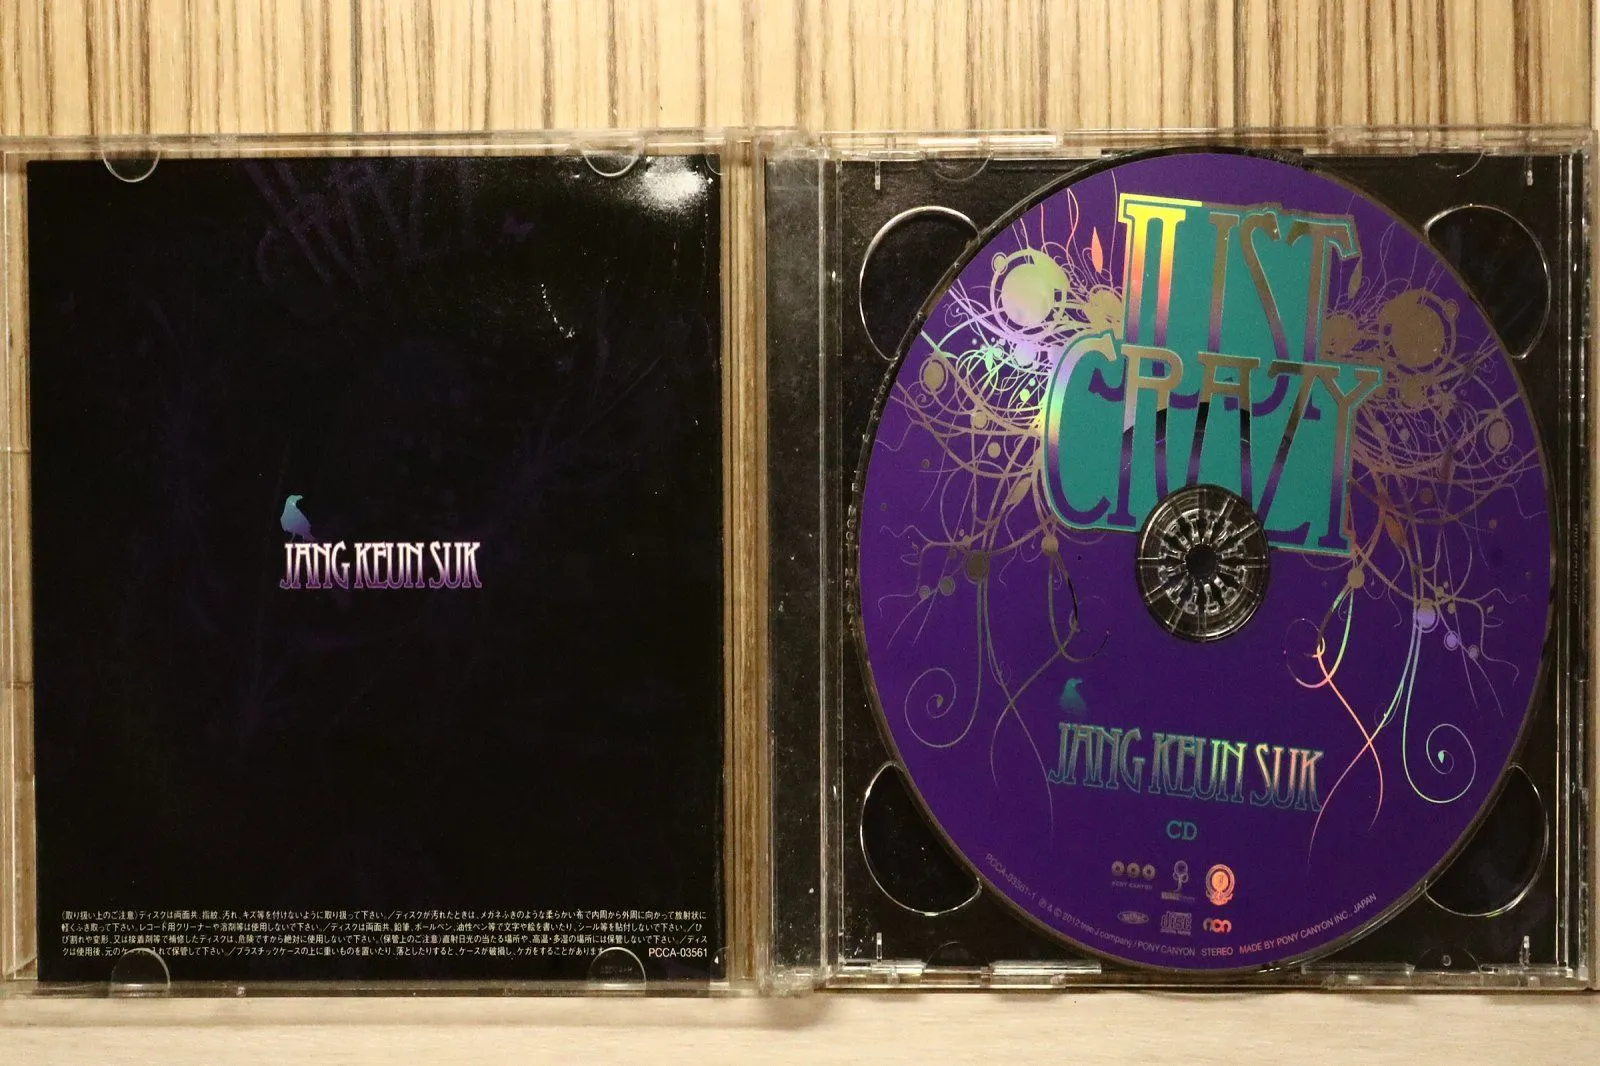 CRAZY
JANG KEUN SUK
〈取り扱い上のご注意〉ディスクは両面共、指紋、汚れ、キズ等を付けないように取り扱って下さい。／ディスクが汚れたときは、メガネふきのような柔らかい布で内周から外周に向かって放射状に
軽くふき取って下さい。レコード用クリーナーや溶剤等は使用しないで下さい。／ディスクは両面共、鉛筆、ボールペン、油性ペン等で文字や絵を書いたり、シール等を貼付しないで下さい。／ひ
び割れや変形、又は接着剤等で補修したディスクは、危険ですから絶対に使用しないで下さい。〈保管上のご注意〉直射日光の当たる場所や、高温・多湿の場所には保管しないで下さい。／ディス
クは使用後、元のケースに入れて保管して下さい。／プラスチックケースの上に重いものを置いたり、落としたりすると、ケースが破損し、ケガをすることがあります。
PCCA-03561
JUST
CRAZY
JANG KEUN SUK
CD
PONY CANYON
PCCA-03561-1 ℗ & © 2012 tree J.company / PONY CANYON STEREO MADE BY PONY CANYON INC., JAPAN